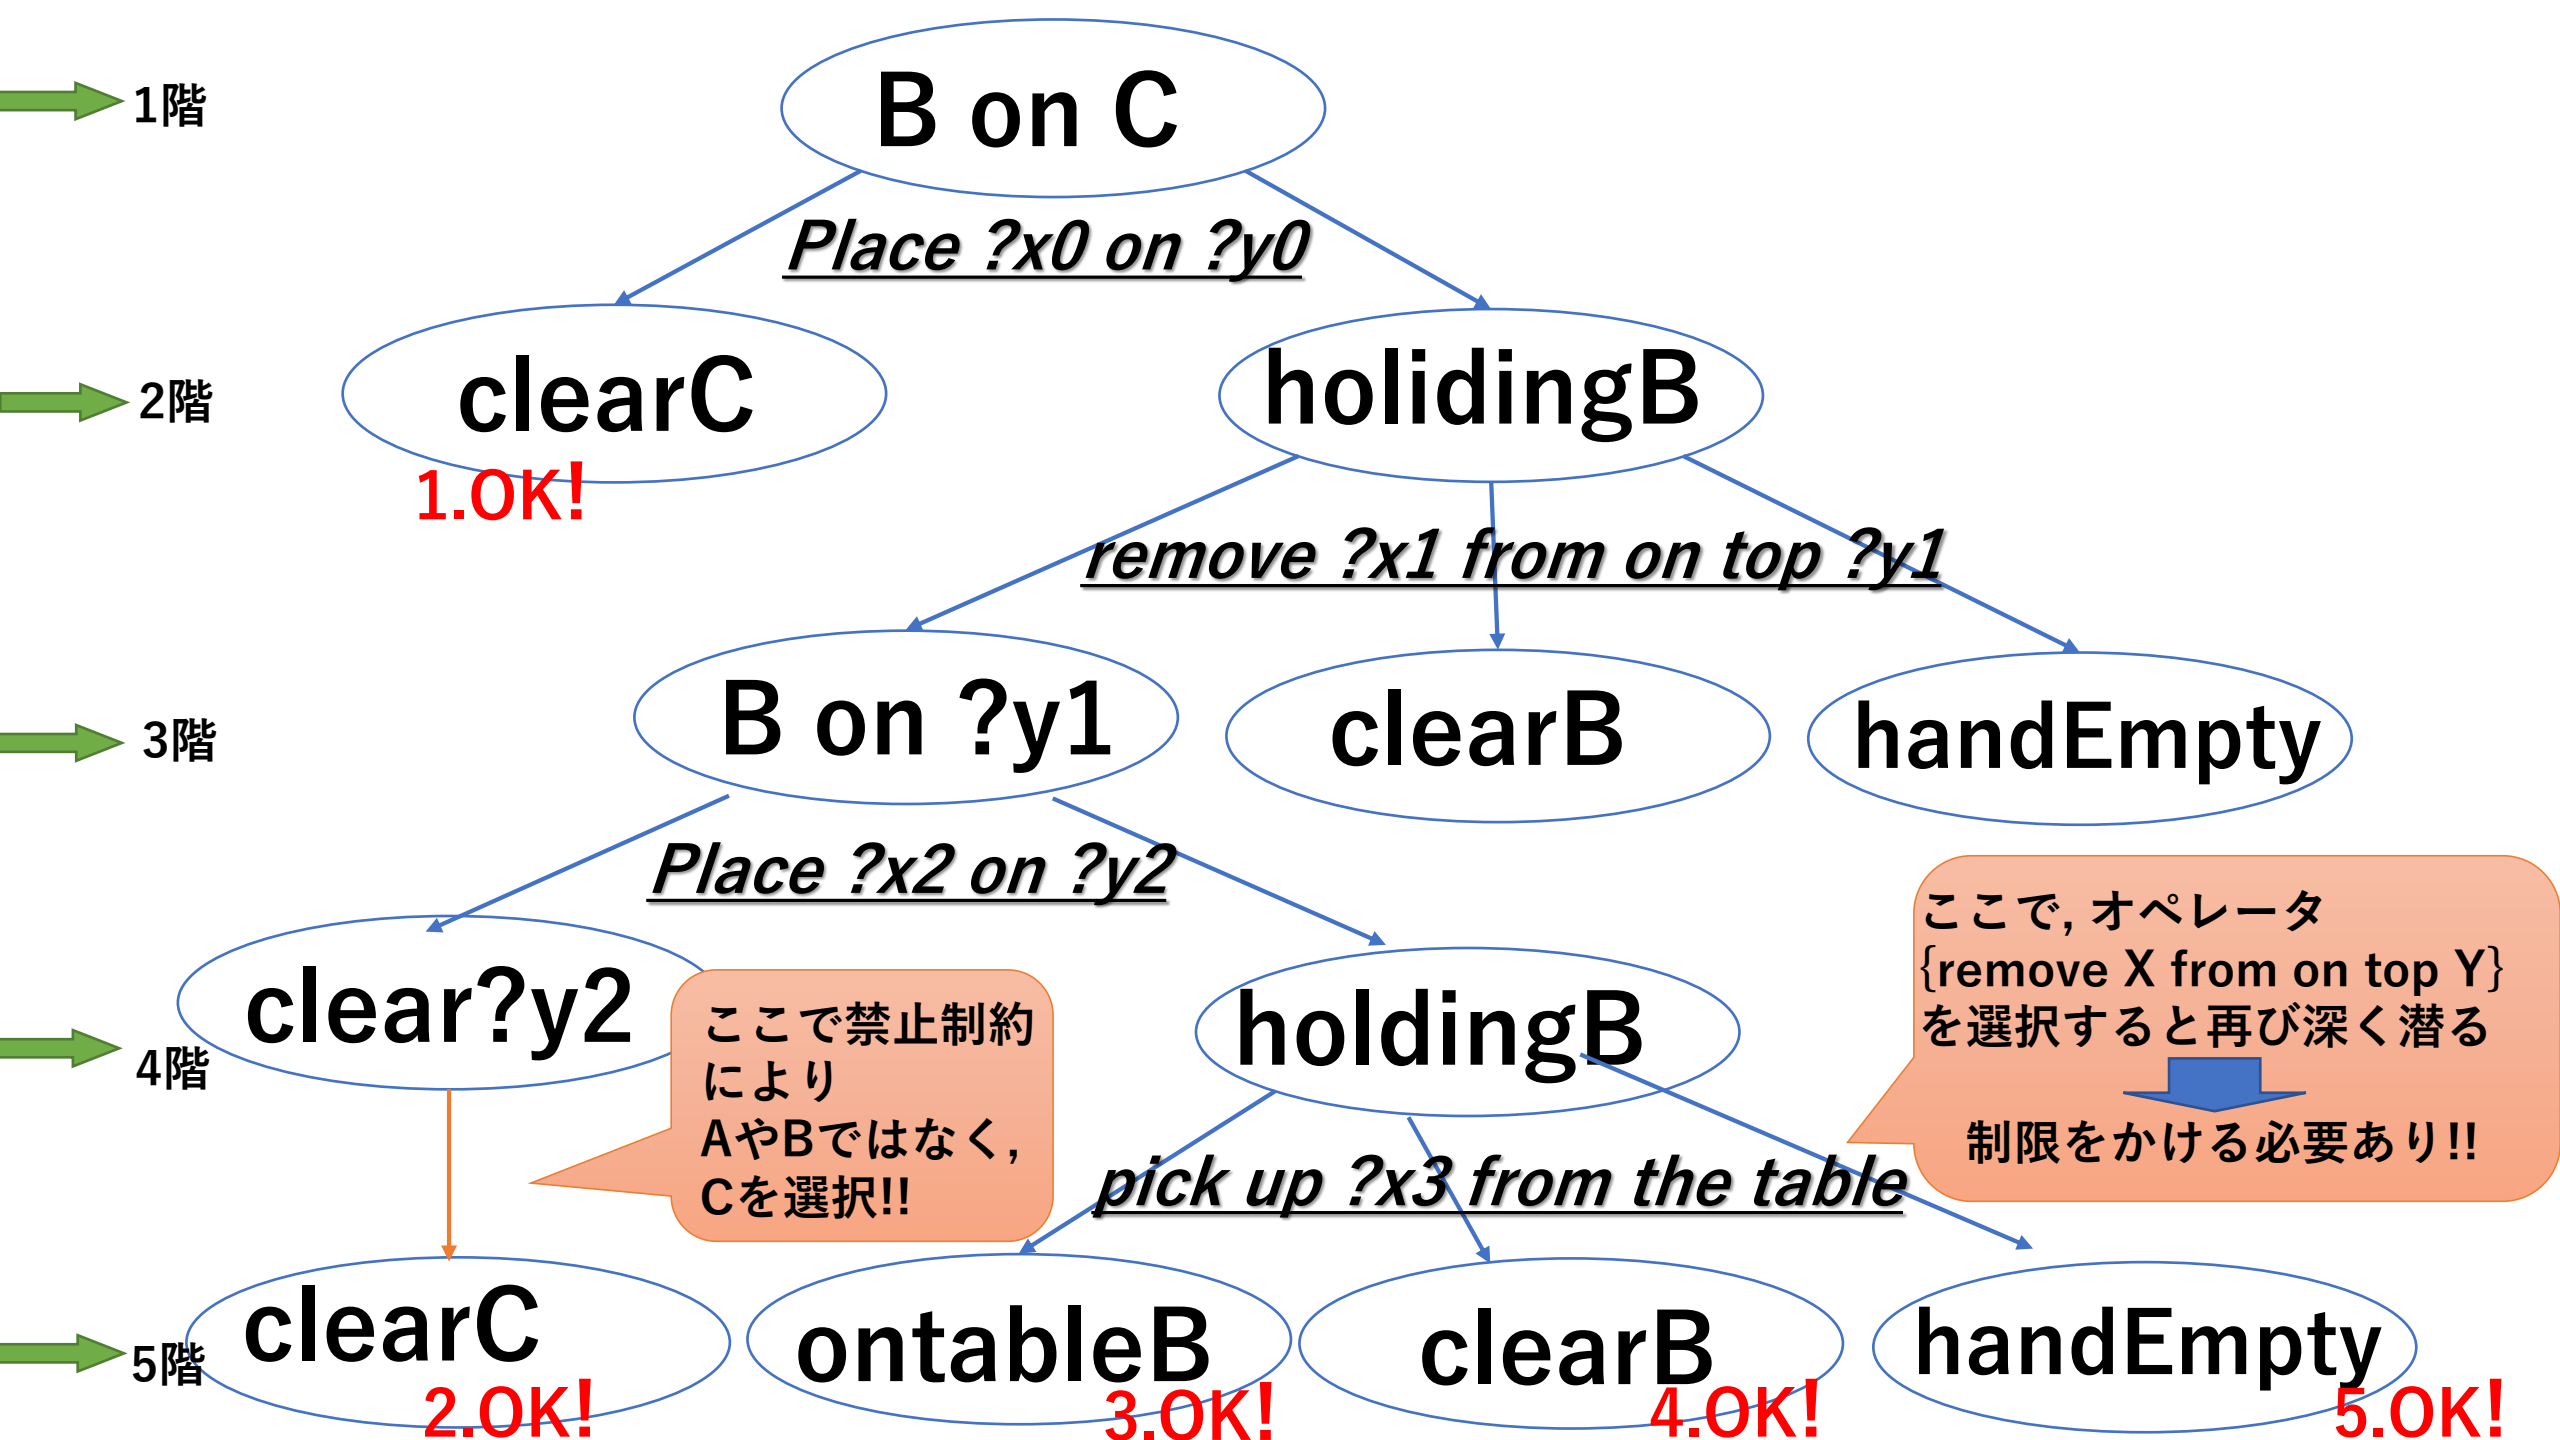 1階
B on C
Place ?x0 on ?y0
2階
clearC
holidingB
1.OK!
remove ?x1 from on top ?y1
3階
B on ?y1
clearB
handEmpty
Place ?x2 on ?y2
4階
clear?y2
ここで禁止制約
により
AやBではなく,
Cを選択!!
holdingB
ここで, オペレータ
{remove X from on top Y}
を選択すると再び深く潜る
制限をかける必要あり!!
pick up ?x3 from the table
5階
clearC
ontableB
clearB
handEmpty
2.OK!
3.OK!
4.OK!
5.OK!